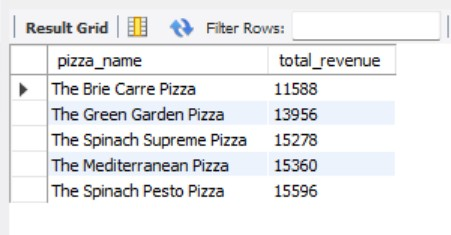 Result Grid Filter Rows:
pizza_name total_revenue
The Brie Carre Pizza 11588
The Green Garden Pizza 13956
The Spinach Supreme Pizza 15278
The Mediterranean Pizza 15360
The Spinach Pesto Pizza 15596